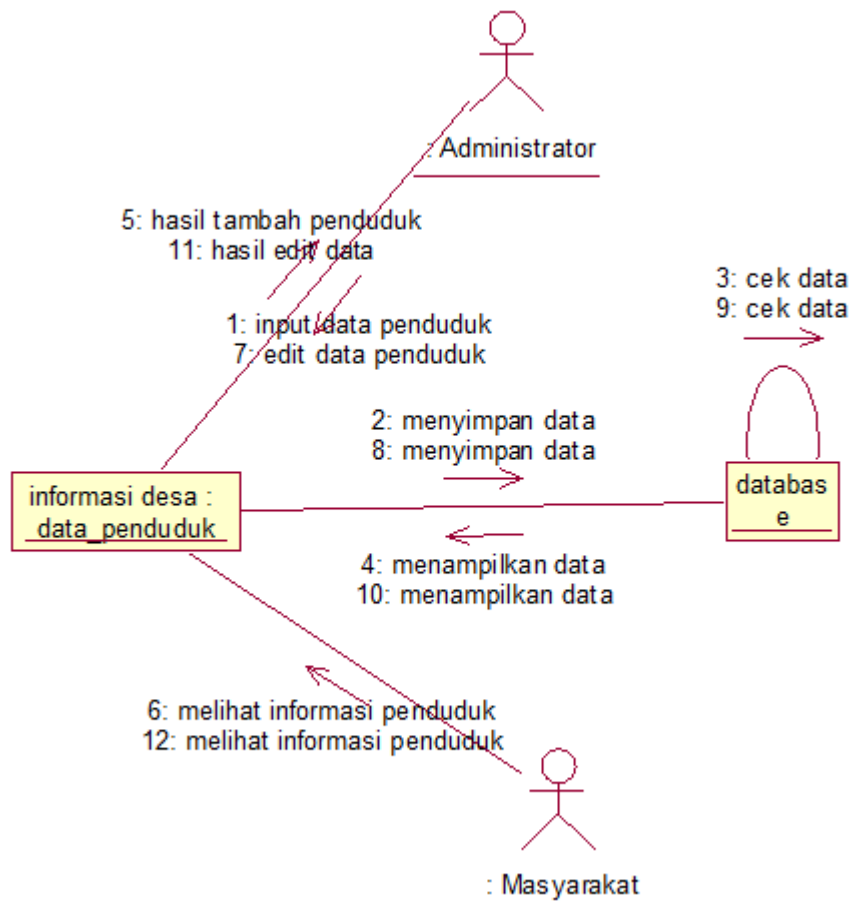 : Administrator
5: hasil tambah penduduk
11: hasil edit data
3: cek data
9: cek data
1: input data penduduk
7: edit data penduduk
2: menyimpan data
8: menyimpan data
informasi desa :
data_penduduk
databas
e
4: menampilkan data
10: menampilkan data
6: melihat informasi penduduk
12: melihat informasi penduduk
: Masyarakat